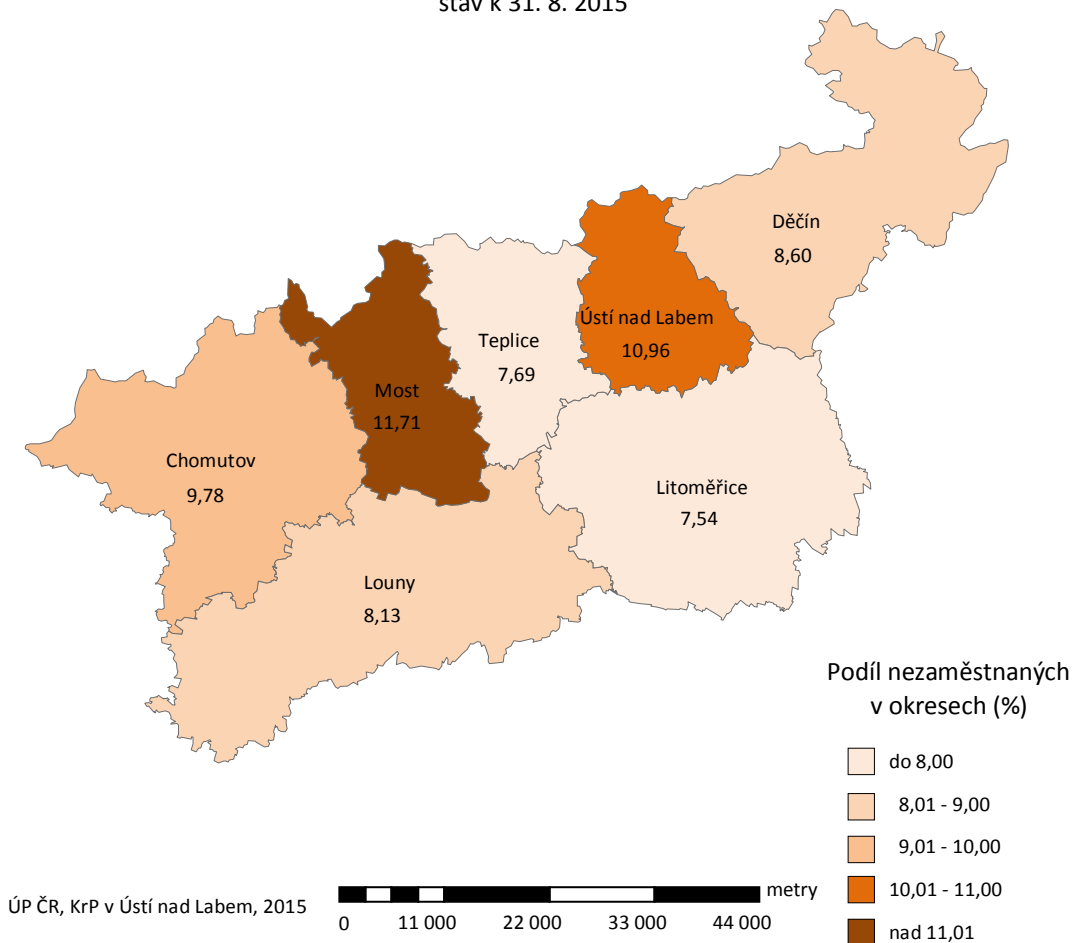 stav k 31. 8. 2015
Děčín
8,60
Ústí nad Labem
10,96
Teplice
7,69
Most
11,71
Chomutov
9,78
Litoměřice
7,54
Louny
8,13
Podíl nezaměstnaných
v okresech (%)
do 8,00
8,01 - 9,00
9,01 - 10,00
10,01 - 11,00
nad 11,01
metry
0 11 000 22 000 33 000 44 000
ÚP ČR, KrP v Ústí nad Labem, 2015